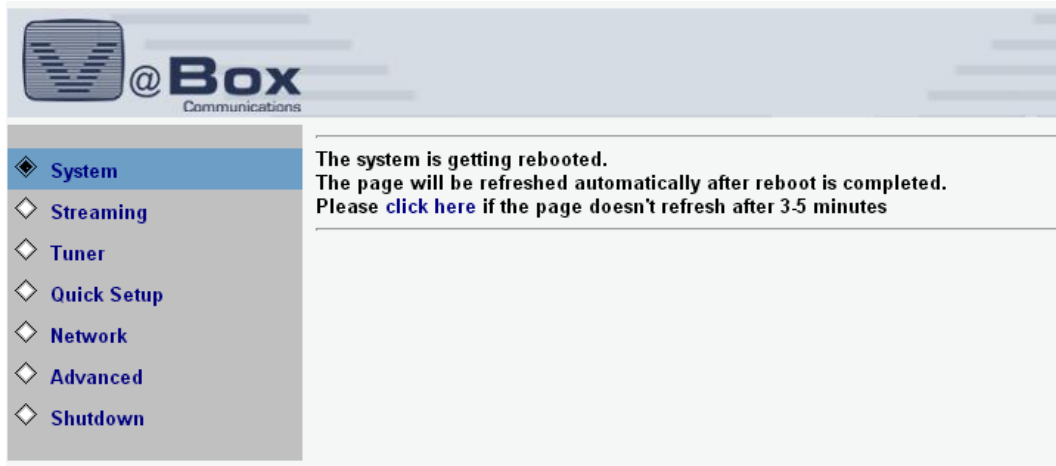 V@Box
Communications
System
Streaming
Tuner
Quick Setup
Network
Advanced
Shutdown
The system is getting rebooted.
The page will be refreshed automatically after reboot is completed.
Please click here if the page doesn't refresh after 3-5 minutes